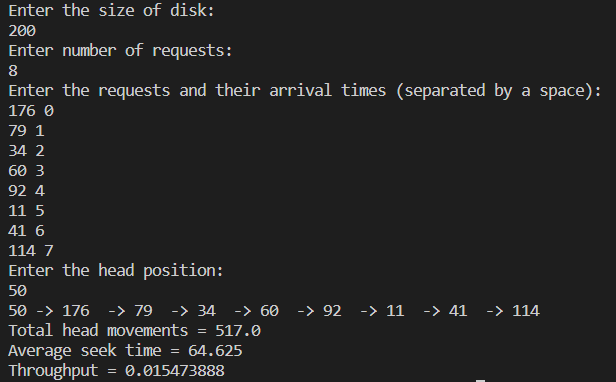 Enter the size of disk:
200
Enter number of requests:
8
Enter the requests and their arrival times (separated by a space):
176 0
79 1
34 2
60 3
92 4
11 5
41 6
114 7
Enter the head position:
50
50 -> 176  -> 79  -> 34  -> 60  -> 92  -> 11  -> 41  -> 114
Total head movements = 517.0
Average seek time = 64.625
Throughput = 0.015473888